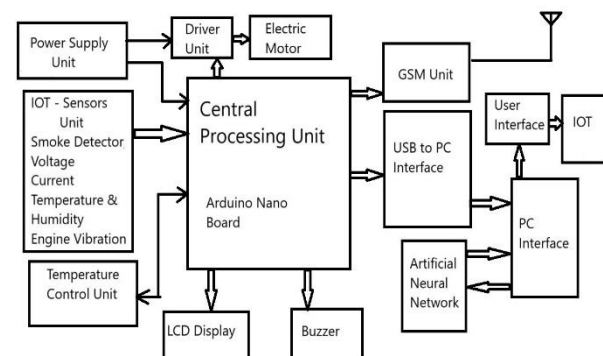 Power Supply
Unit
Driver
Unit
Electric
Motor
GSM Unit
IOT - Sensors
Unit
Smoke Detector
Voltage
Current
Temperature &
Humidity
Engine Vibration
Central
Processing Unit
Arduino Nano
Board
USB to PC
Interface
User
Interface
IOT
PC
Interface
Artificial
Neural
Network
Temperature
Control Unit
LCD Display
Buzzer